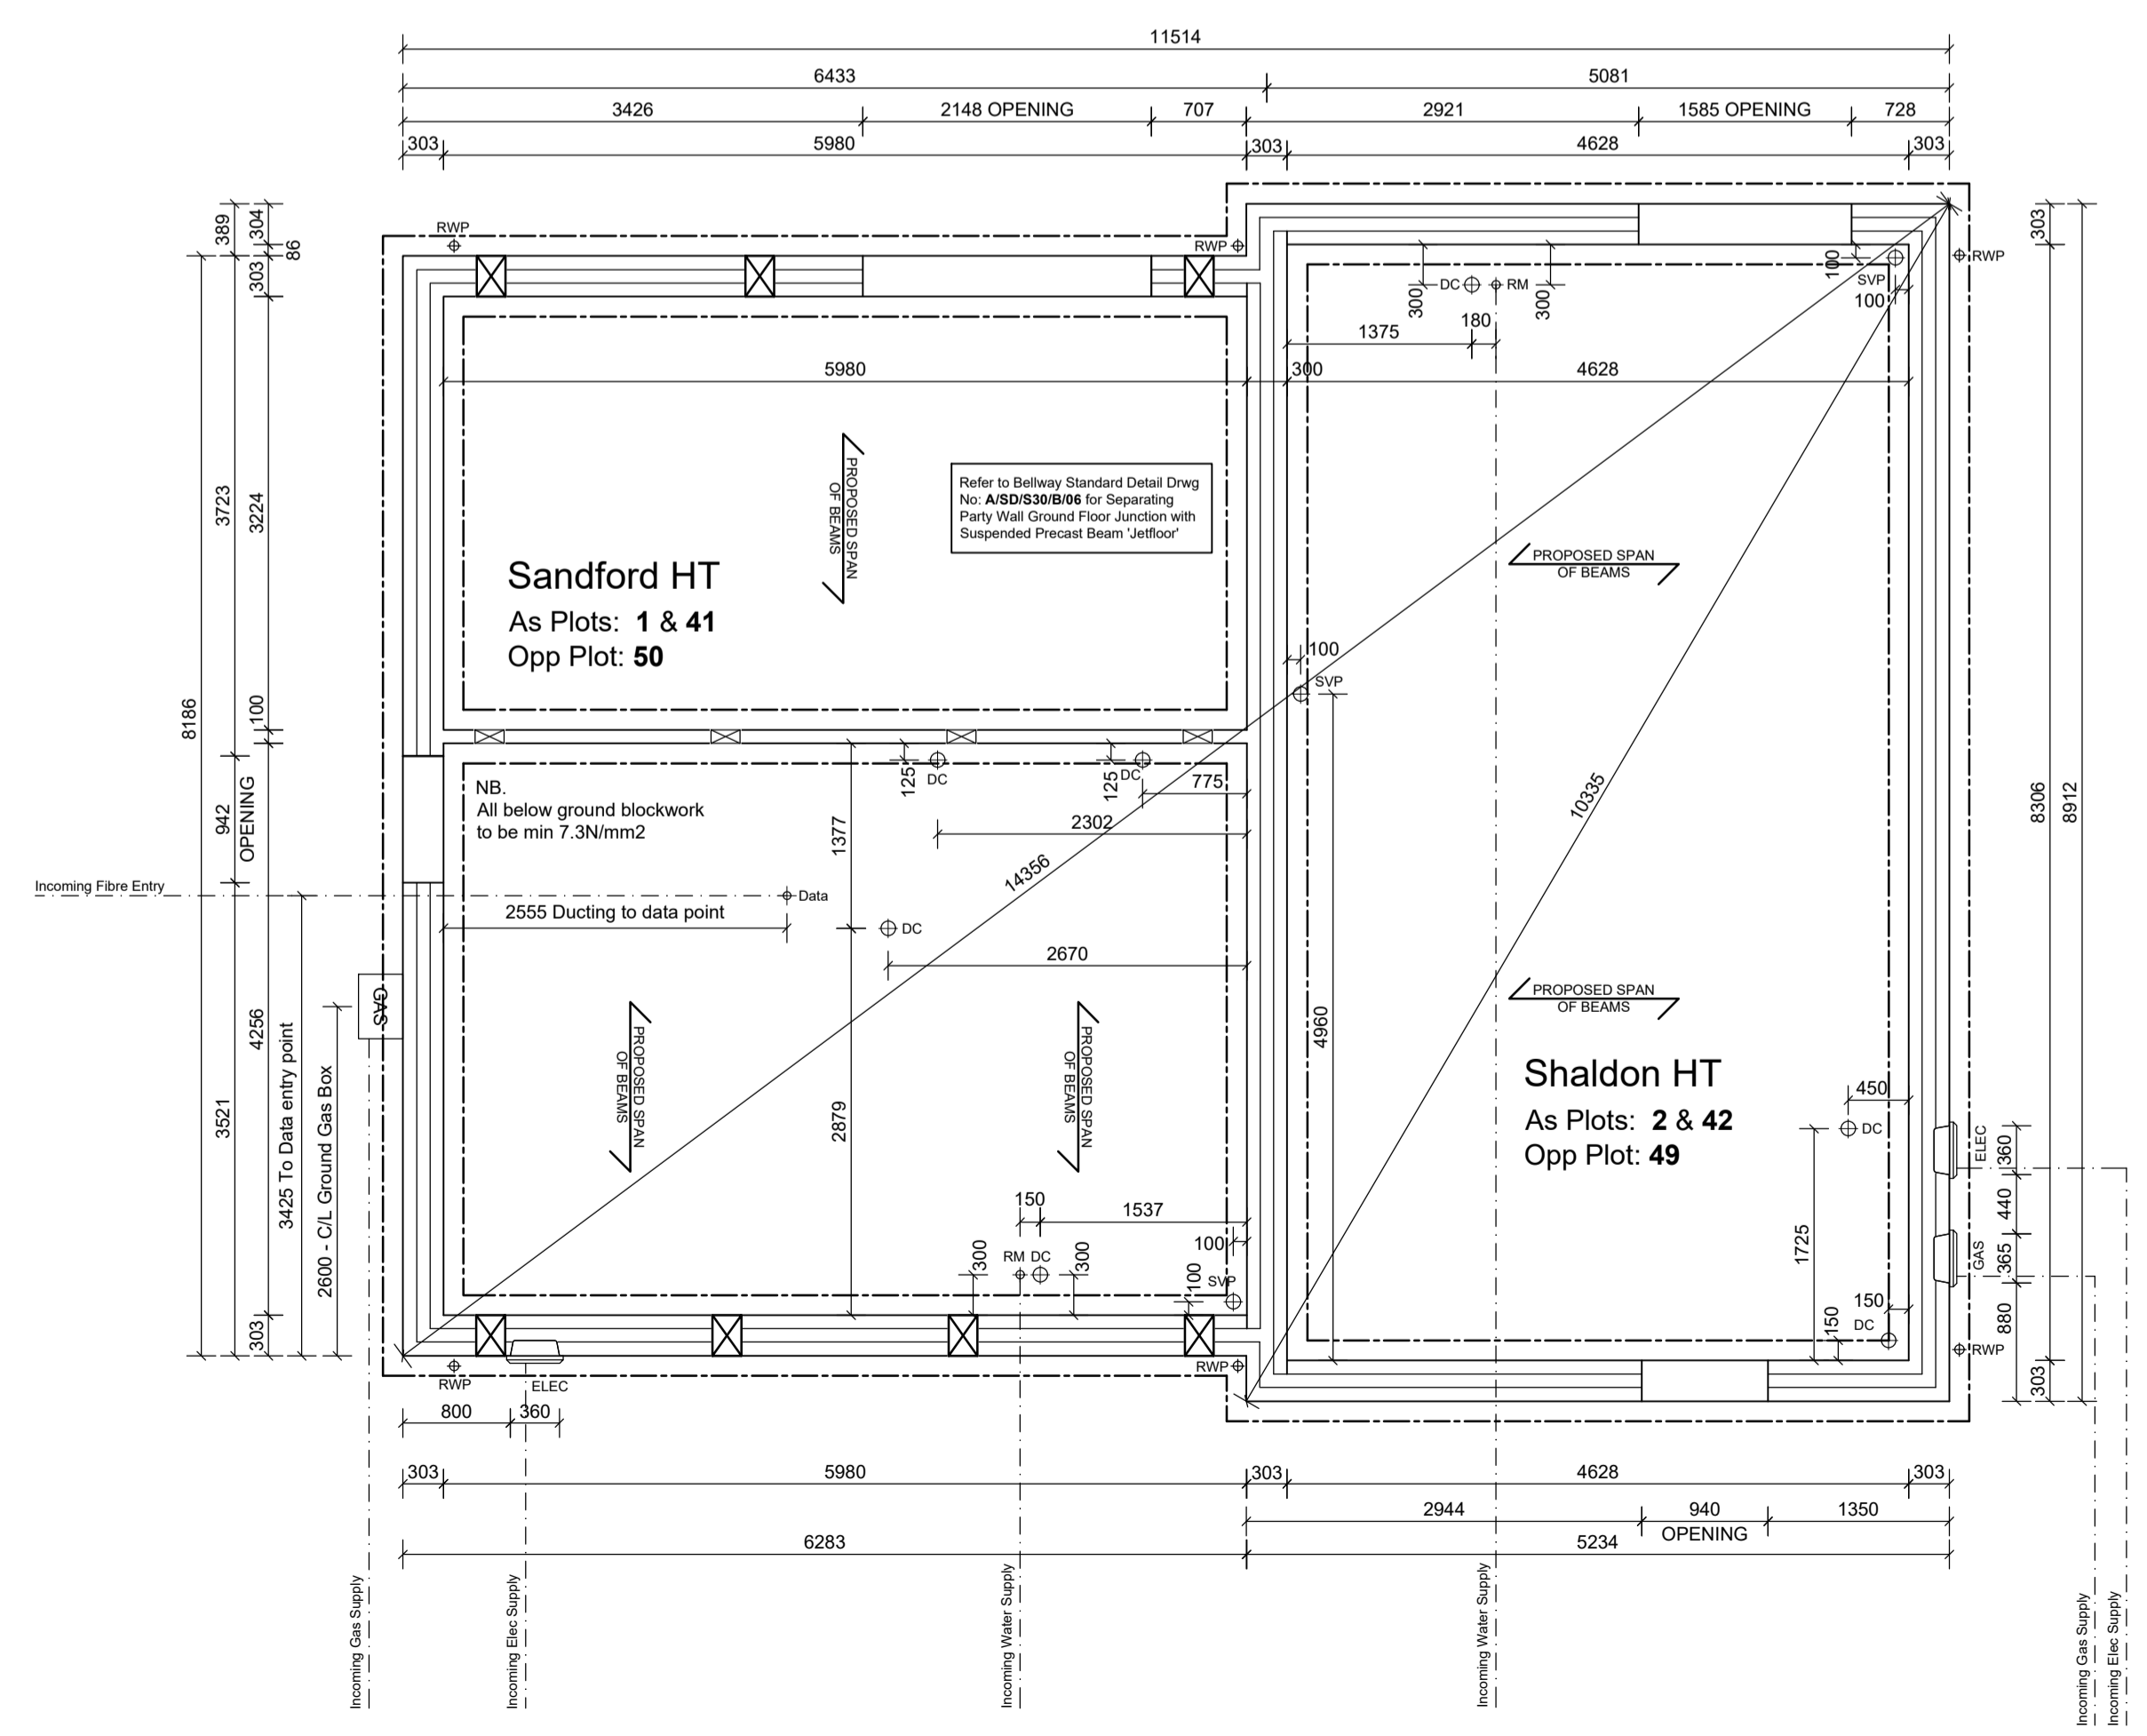 11514
6433 5081
3426 2148 OPENING 707 2921 1585 OPENING 728
303 5980 303 4628 303
389 304 86 303
RWP RWP RWP
303
DC RM
300 300
100 SVP 100
1375 180
5980 300 4628
8186
3723 3224 100
PROPOSED SPAN
OF BEAMS
Refer to Bellway Standard Detail Drwg
No: A/SD/S30/B/06 for Separating
Party Wall Ground Floor Junction with
Suspended Precast Beam 'Jetfloor'
PROPOSED SPAN
OF BEAMS
Sandford HT
As Plots: 1 & 41
Opp Plot: 50
100
SVP
942 OPENING
NB.
All below ground blockwork
to be min 7.3N/mm2
125 DC
125 DC
775
2302
1377
14356
10335
8306 8912
Incoming Fibre Entry
Data
2555 Ducting to data point
DC
2670
GAS
3521 4256
3425 To Data entry point
2600 - C/L Ground Gas Box
PROPOSED SPAN
OF BEAMS
PROPOSED SPAN
OF BEAMS
2879
4960
PROPOSED SPAN
OF BEAMS
Shaldon HT
As Plots: 2 & 42
Opp Plot: 49
450
DC
1725
ELEC
360
440
GAS
365
880
303
150 1537
100
300 RM DC 300
100 SVP
150
DC
150
303
RWP ELEC RWP RWP
800 360
303 5980 303 4628 303
2944 940 1350
OPENING
6283 5234
Incoming Gas Supply
Incoming Elec Supply
Incoming Water Supply
Incoming Water Supply
Incoming Gas Supply
Incoming Elec Supply